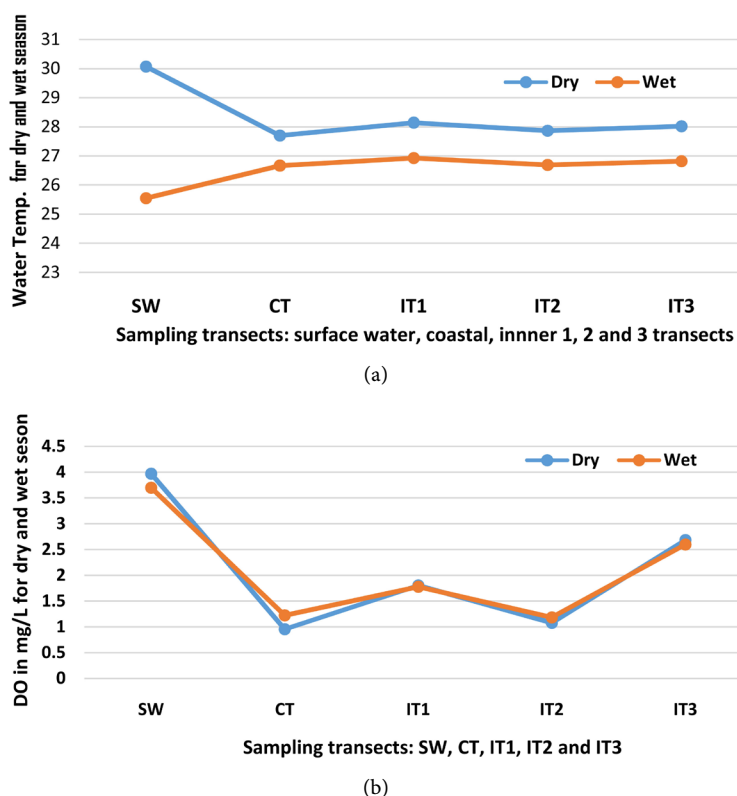 Water Temp. for dry and wet season
31
30
29
28
27
26
25
24
23
Dry
Wet
SW CT IT1 IT2 IT3
Sampling transects: surface water, coastal, innner 1, 2 and 3 transects
(a)
DO in mg/L for dry and wet seson
4.5
4
3.5
3
2.5
2
1.5
1
0.5
0
Dry
Wet
SW CT IT1 IT2 IT3
Sampling transects: SW, CT, IT1, IT2 and IT3
(b)